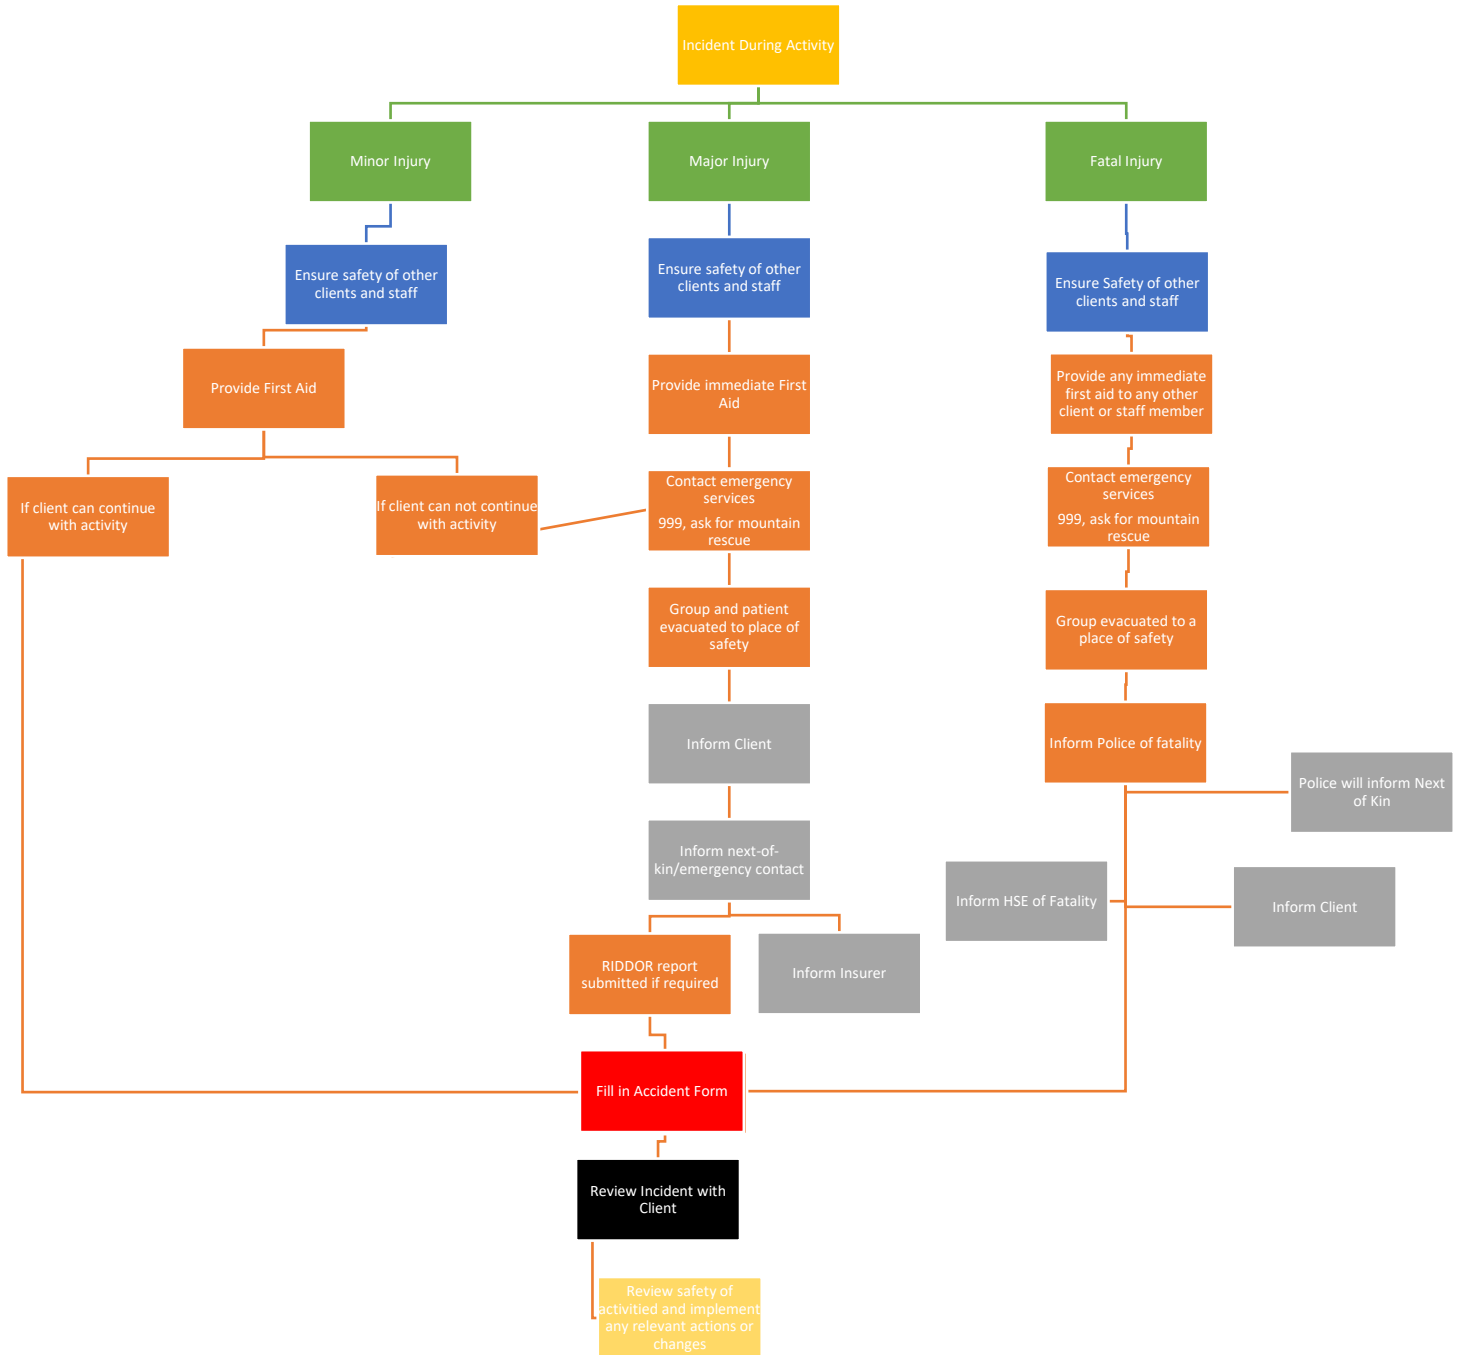 Incident During Activity
Minor Injury
Major Injury
Fatal Injury
Ensure safety of other
clients and staff
Ensure safety of other
clients and staff
Ensure Safety of other
clients and staff
Provide First Aid
Provide immediate First
Aid
Provide any immediate
first aid to any other
client or staff member
If client can continue
with activity
If client can not continue
with activity
Contact emergency
services
999, ask for mountain
rescue
Contact emergency
services
999, ask for mountain
rescue
Group and patient
evacuated to place of
safety
Group evacuated to a
place of safety
Inform Client
Inform Police of fatality
Police will inform Next
of Kin
Inform next-of-
kin/emergency contact
Inform HSE of Fatality
Inform Client
RIDDOR report
submitted if required
Inform Insurer
Fill in Accident Form
Review Incident with
Client
Review safety of
activitied and implement
any relevant actions or
changes